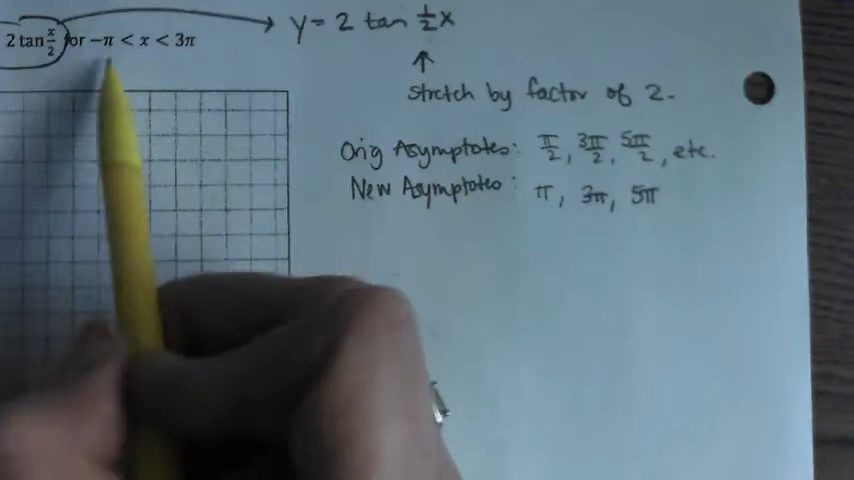 2 tan x/2 for −π < x < 3π
y = 2 tan 1/2 x
stretch by factor of 2.
Orig Asymptotes: π/2, 3π/2, 5π/2, etc.
New Asymptotes: π, 3π, 5π